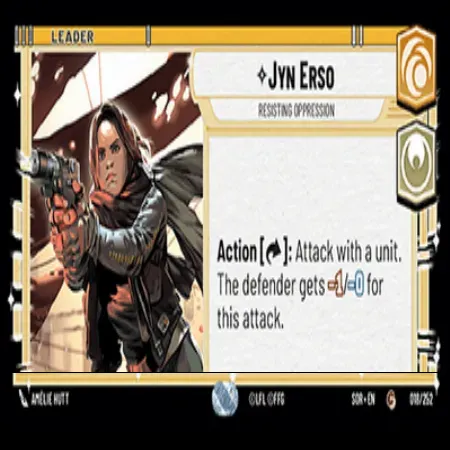 LEADER
JYN ERSO
RESISTING OPPRESSION
Action [ ]: Attack with a unit.
The defender gets -1/-0 for
this attack.
AMÉLIE HUTT
©LFL ©FFG
SOR • EN
C
018/252